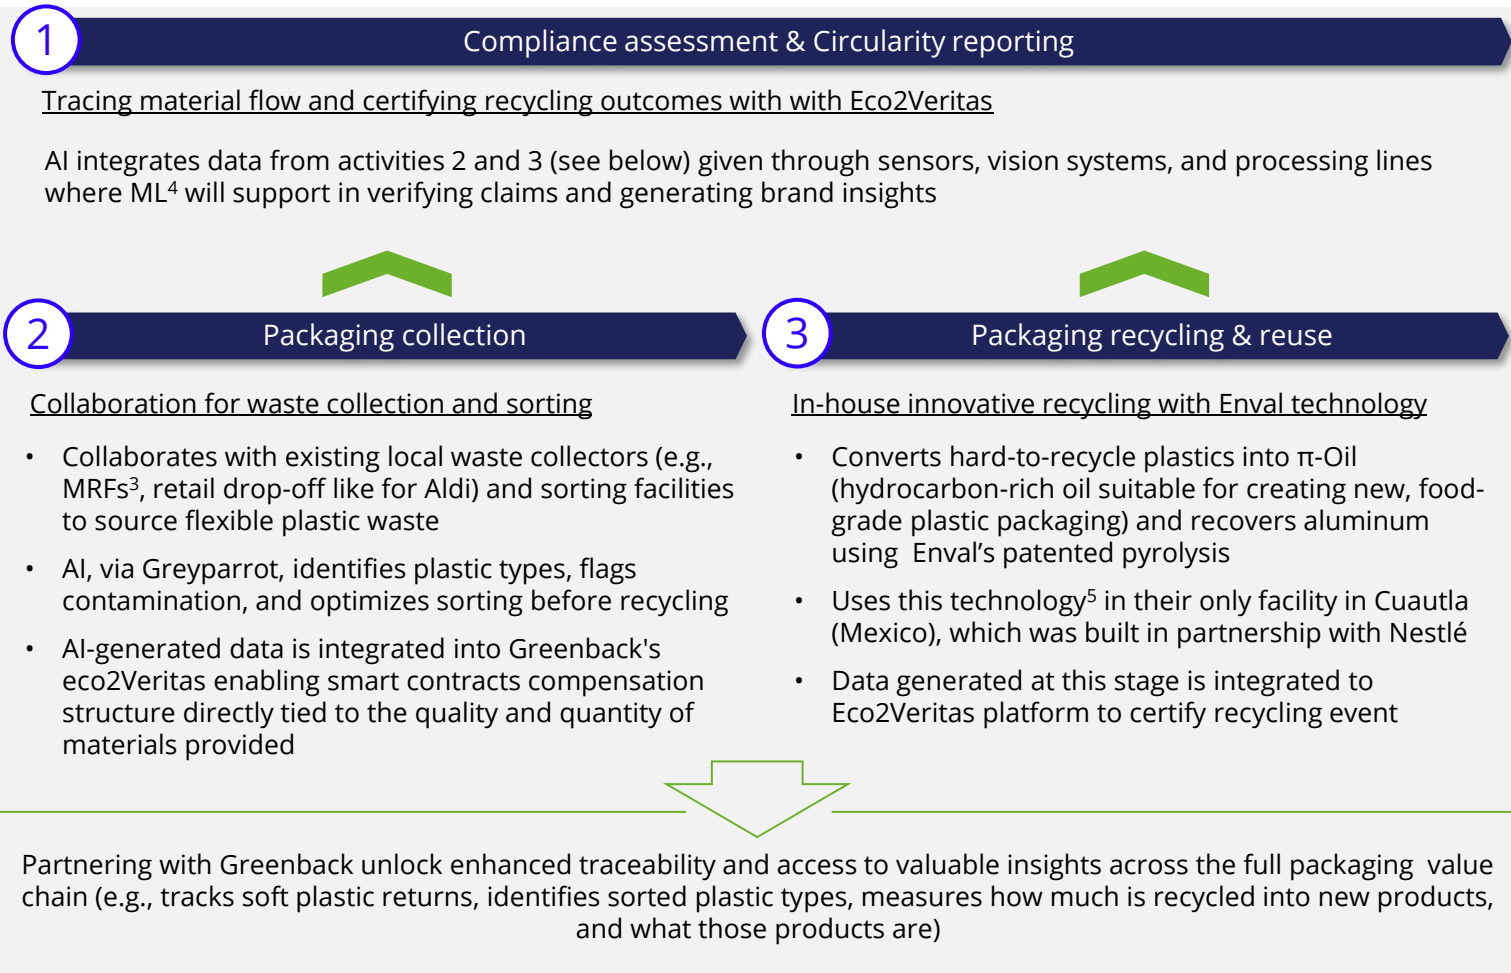 1
Compliance assessment & Circularity reporting
Tracing material flow and certifying recycling outcomes with with Eco2Veritas
AI integrates data from activities 2 and 3 (see below) given through sensors, vision systems, and processing lines
where ML⁴ will support in verifying claims and generating brand insights
2
Packaging collection
Collaboration for waste collection and sorting
• Collaborates with existing local waste collectors (e.g.,
MRFs³, retail drop-off like for Aldi) and sorting facilities
to source flexible plastic waste
• AI, via Greyparrot, identifies plastic types, flags
contamination, and optimizes sorting before recycling
• AI-generated data is integrated into Greenback's
eco2Veritas enabling smart contracts compensation
structure directly tied to the quality and quantity of
materials provided
3
Packaging recycling & reuse
In-house innovative recycling with Enval technology
• Converts hard-to-recycle plastics into π-Oil
(hydrocarbon-rich oil suitable for creating new, food-
grade plastic packaging) and recovers aluminum
using Enval's patented pyrolysis
• Uses this technology⁵ in their only facility in Cuautla
(Mexico), which was built in partnership with Nestlé
• Data generated at this stage is integrated to
Eco2Veritas platform to certify recycling event
Partnering with Greenback unlock enhanced traceability and access to valuable insights across the full packaging value
chain (e.g., tracks soft plastic returns, identifies sorted plastic types, measures how much is recycled into new products,
and what those products are)